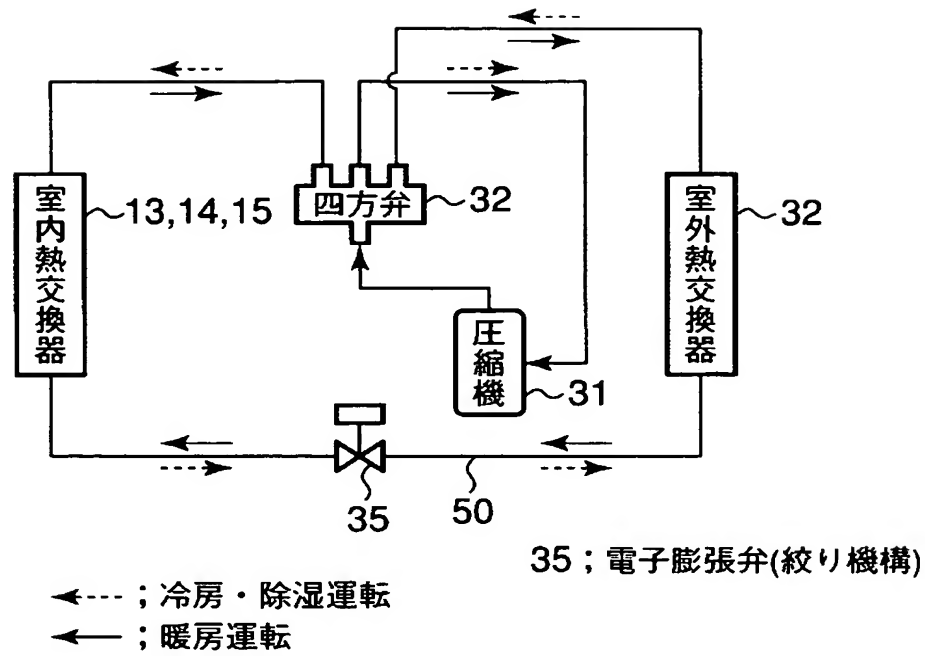 室内熱交換器
13,14,15
四方弁
32
室外熱交換器
32
圧縮機
31
35
50
35；電子膨張弁(絞り機構)
；冷房・除湿運転
；暖房運転